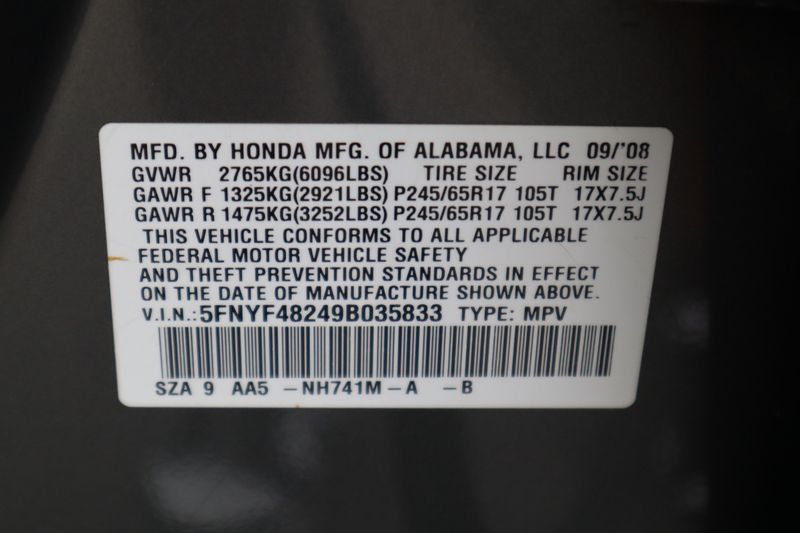 MFD. BY HONDA MFG. OF ALABAMA, LLC 09/'08
GVWR 2765KG(6096LBS) TIRE SIZE RIM SIZE
GAWR F 1325KG(2921LBS) P245/65R17 105T 17X7.5J
GAWR R 1475KG(3252LBS) P245/65R17 105T 17X7.5J
THIS VEHICLE CONFORMS TO ALL APPLICABLE
FEDERAL MOTOR VEHICLE SAFETY
AND THEFT PREVENTION STANDARDS IN EFFECT
ON THE DATE OF MANUFACTURE SHOWN ABOVE.
V.I.N.: 5FNYF48249B035833 TYPE: MPV
SZA 9 AA5 -NH741M-A -B